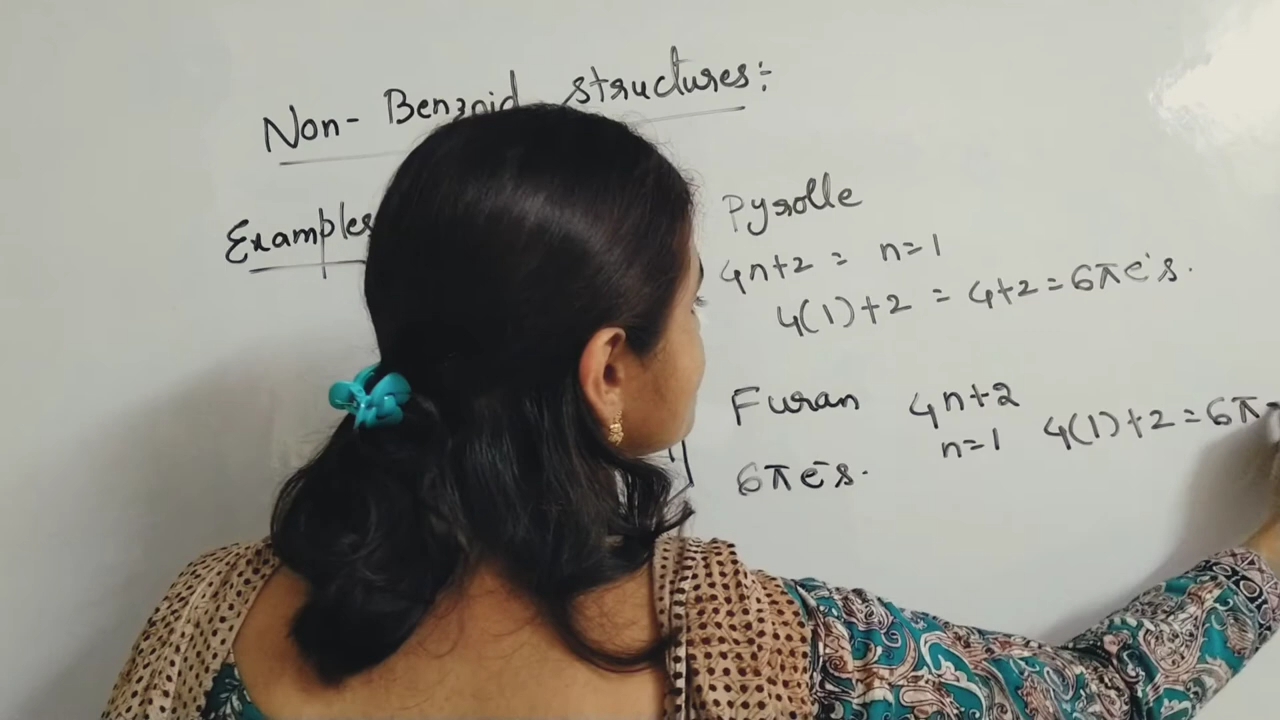 Non-Benzoid structures:-
Examples
Pyrolle
4n+2 = n=1
4(1)+2 = 4+2=6πe⁻s.
Furan 4n+2
n=1 4(1)+2=6π
6πe⁻s.